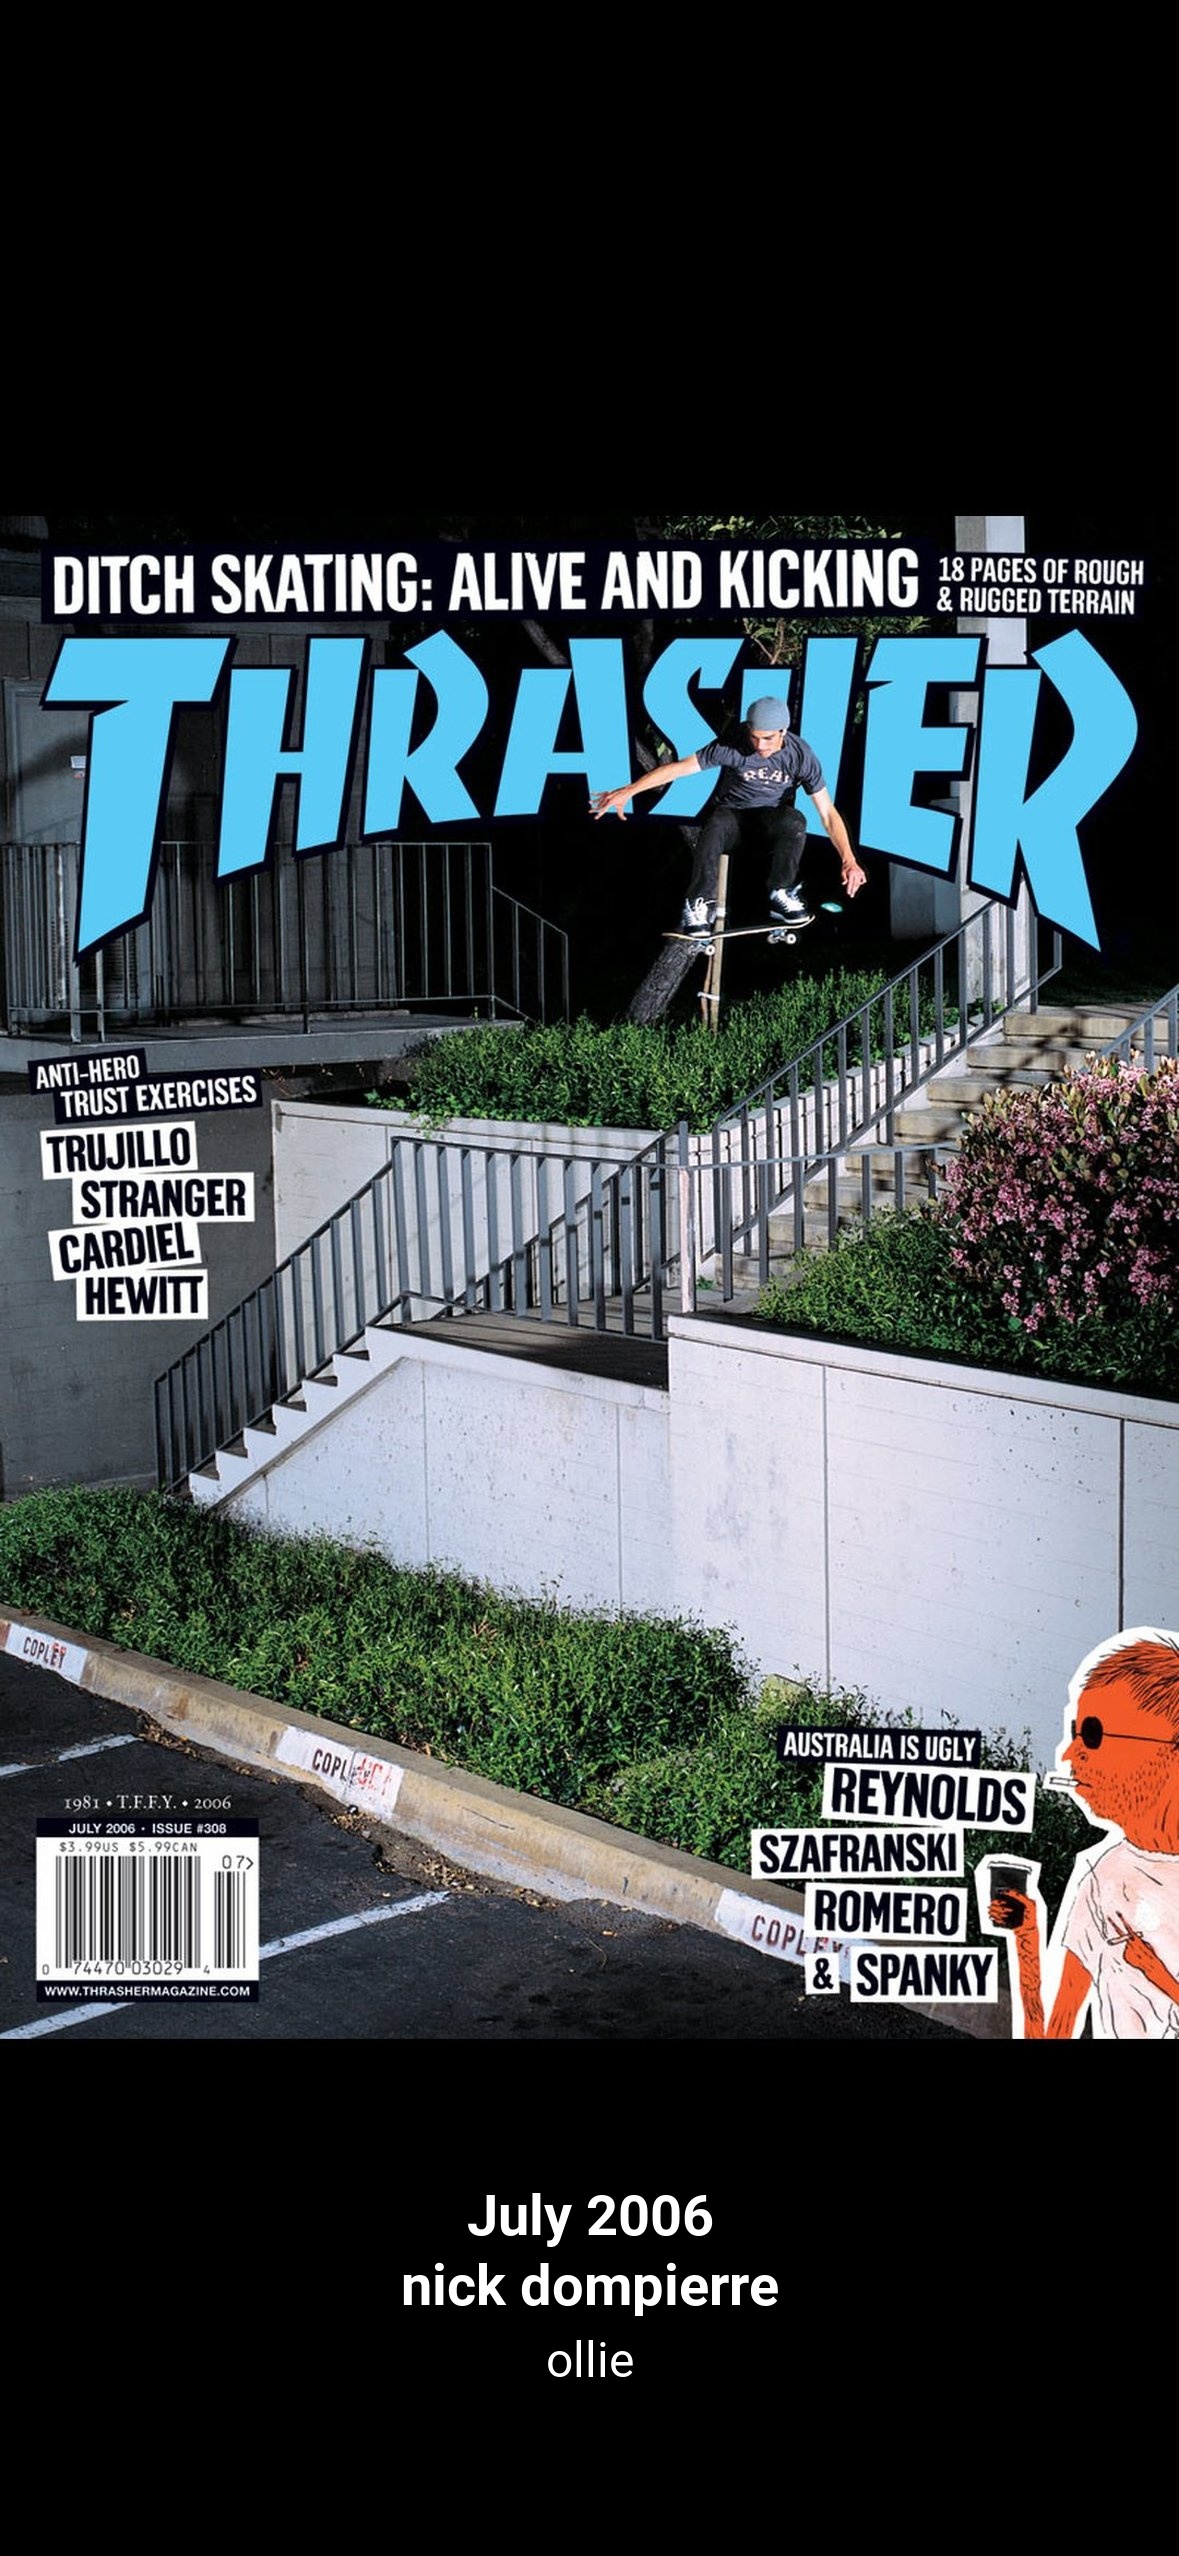 DITCH SKATING: ALIVE AND KICKING
18 PAGES OF ROUGH
& RUGGED TERRAIN
THRASHER
REAL
ANTI-HERO
TRUST EXERCISES
TRUJILLO
STRANGER
CARDIEL
HEWITT
COPLEY
COPLEY
COPLEY
AUSTRALIA IS UGLY
REYNOLDS
SZAFRANSKI
ROMERO
& SPANKY
1981 • T.F.F.Y. • 2006
JULY 2006 • ISSUE #308
$3.99US $5.99CAN
07>
0 74470 03029 4
WWW.THRASHERMAGAZINE.COM
July 2006
nick dompierre
ollie